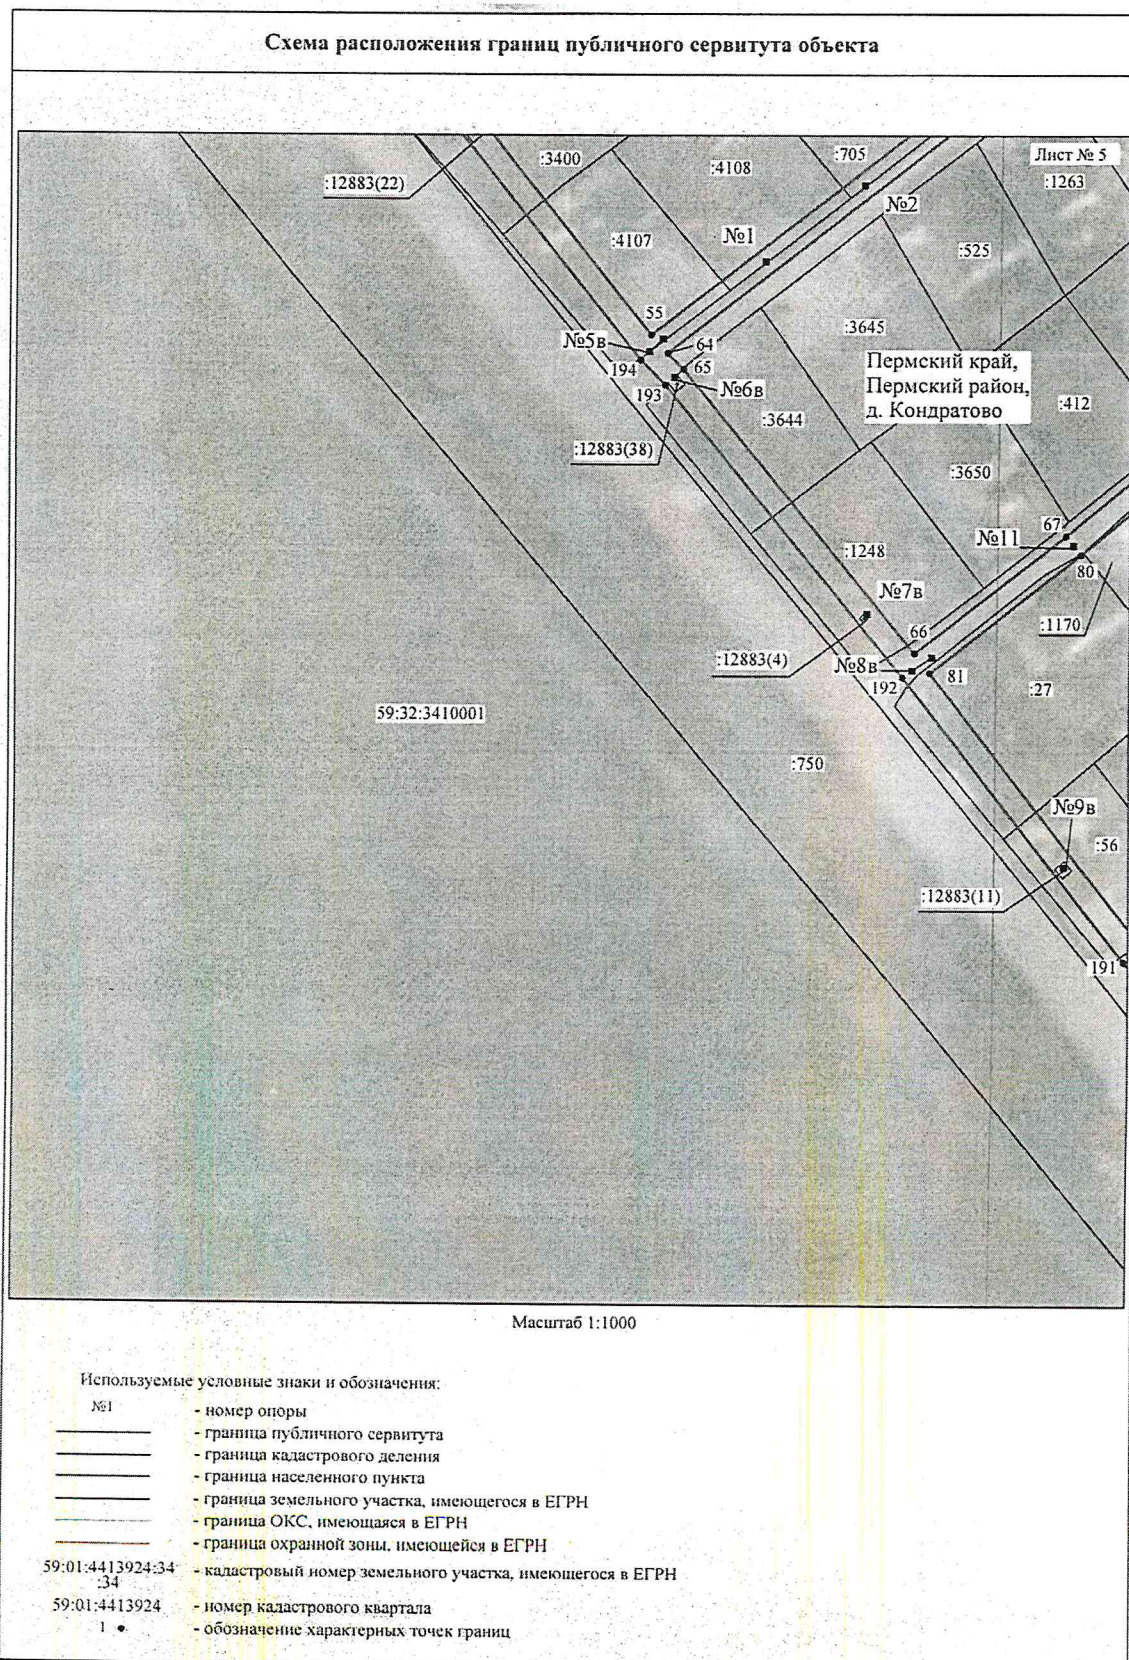 Схема расположения границ публичного сервитута объекта
Лист № 5
:3400
:4108
:705
:1263
:12883(22)
№2
:4107
№1
:525
55
:3645
№5в
64
194
65
Пермский край,
Пермский район,
д. Кондратово
193
№6в
:412
:3644
:12883(38)
:3650
67
№11
:1248
80
№7в
:1170
66
:12883(4)
№8в
81
192
:27
59:32:3410001
:750
№9в
:56
:12883(11)
191
Масштаб 1:1000
Используемые условные знаки и обозначения:
№1 - номер опоры
- граница публичного сервитута
- граница кадастрового деления
- граница населенного пункта
- граница земельного участка, имеющегося в ЕГРН
- граница ОКС, имеющаяся в ЕГРН
- граница охранной зоны, имеющейся в ЕГРН
59:01:4413924:34 - кадастровый номер земельного участка, имеющегося в ЕГРН
:34
59:01:4413924 - номер кадастрового квартала
1 - обозначение характерных точек границ